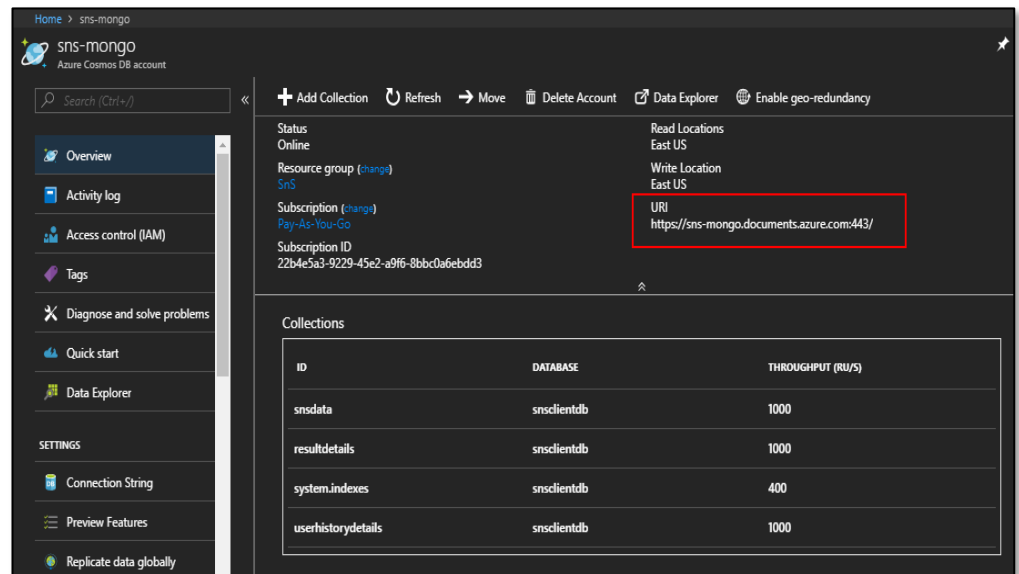 Home > sns-mongo
sns-mongo
Azure Cosmos DB account
Search (Ctrl+/)
«
Overview
Activity log
Access control (IAM)
Tags
Diagnose and solve problems
Quick start
Data Explorer
SETTINGS
Connection String
Preview Features
Replicate data globally
Add Collection Refresh Move Delete Account Data Explorer Enable geo-redundancy
Status
Online
Resource group (change)
SnS
Subscription (change)
Pay-As-You-Go
Subscription ID
22b4e5a3-9229-45e2-a9f6-8bbc0a6ebdd3
Read Locations
East US
Write Location
East US
URI
https://sns-mongo.documents.azure.com:443/
Collections
ID DATABASE THROUGHPUT (RU/S)
snsdata snsclientdb 1000
resultdetails snsclientdb 1000
system.indexes snsclientdb 400
userhistorydetails snsclientdb 1000